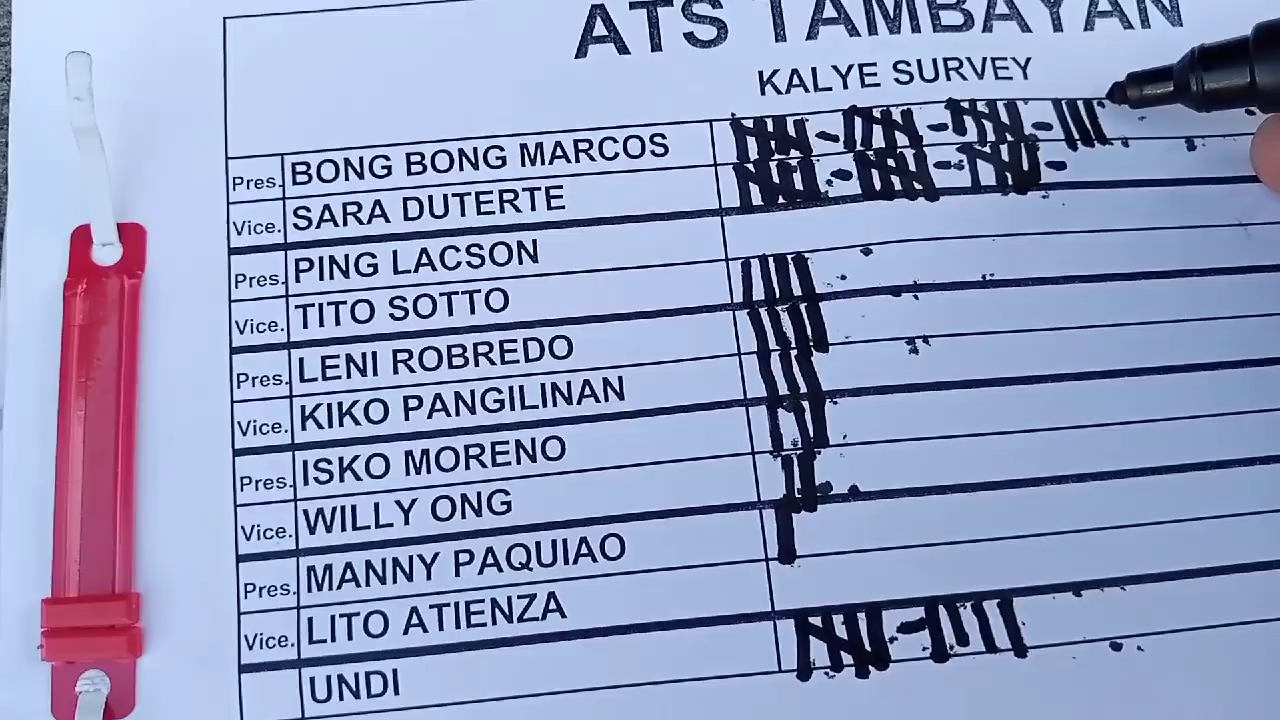 ATS TAMBAYAN
KALYE SURVEY
Pres. BONG BONG MARCOS
Vice. SARA DUTERTE
Pres. PING LACSON
Vice. TITO SOTTO
Pres. LENI ROBREDO
Vice. KIKO PANGILINAN
Pres. ISKO MORENO
Vice. WILLY ONG
Pres. MANNY PAQUIAO
Vice. LITO ATIENZA
UNDI